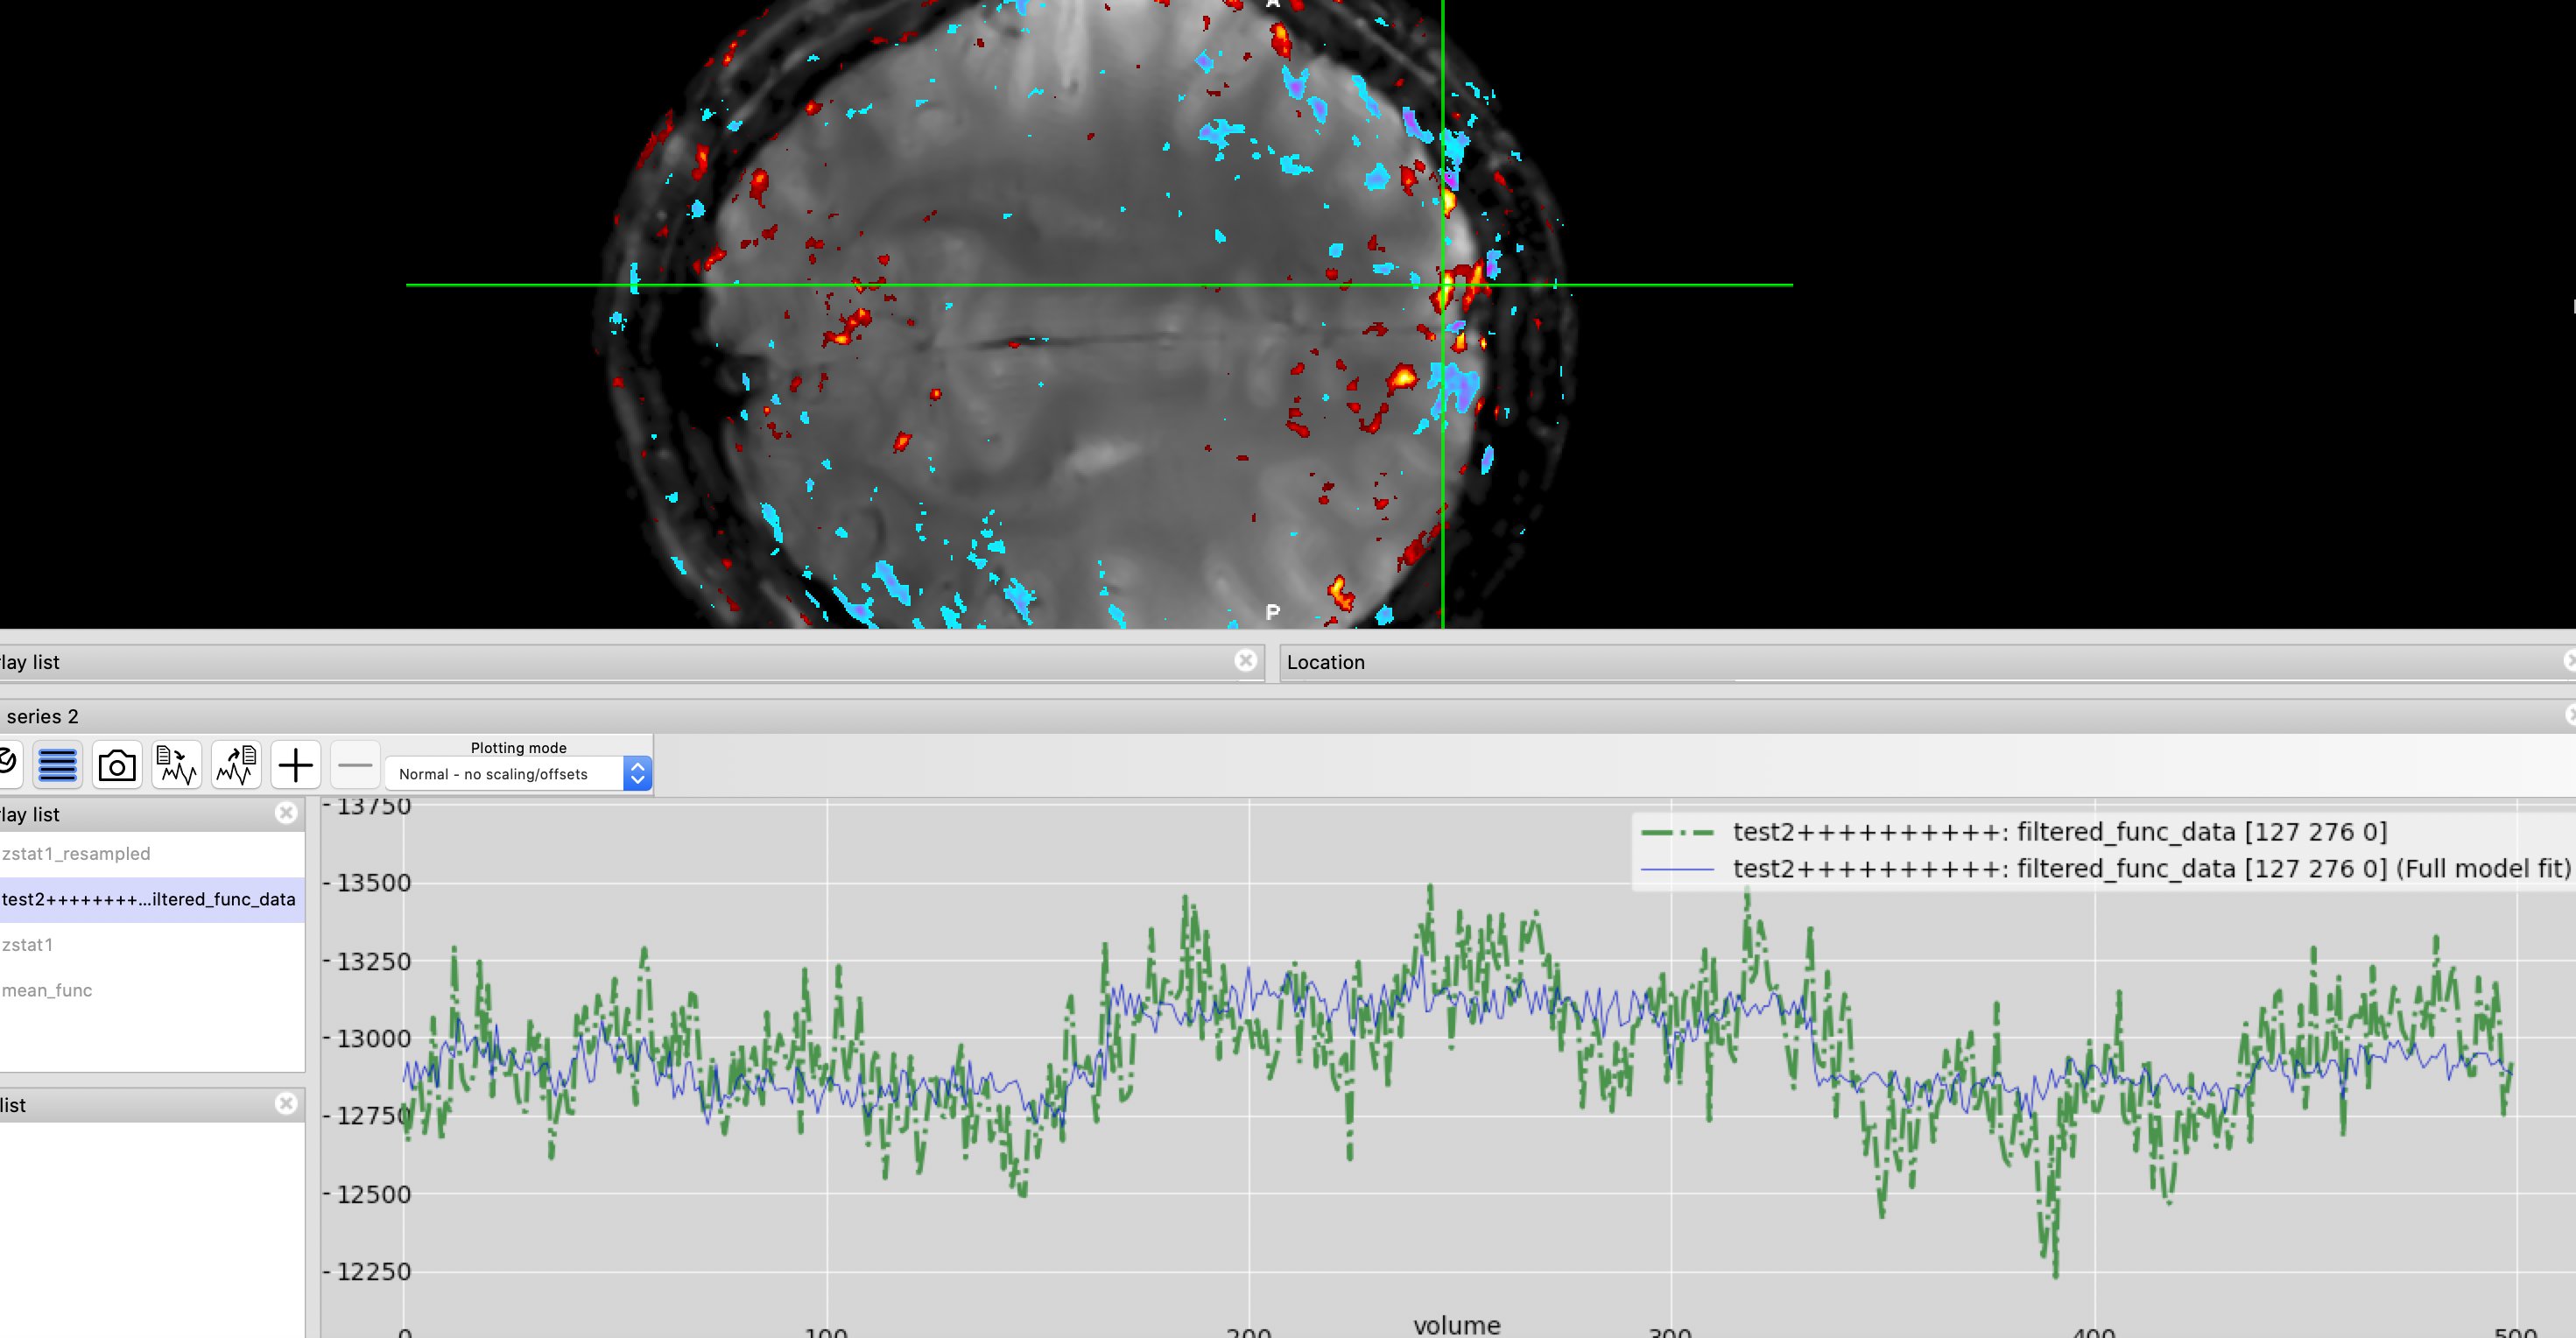 A
P
lay list
Location
series 2
Plotting mode
Normal - no scaling/offsets
lay list
zstat1_resampled
test2++++++++...iltered_func_data
zstat1
mean_func
list
13750
13500
13250
13000
12750
12500
12250
test2++++++++++: filtered_func_data [127 276 0]
test2++++++++++: filtered_func_data [127 276 0] (Full model fit)
0 100 200 300 400 500
volume